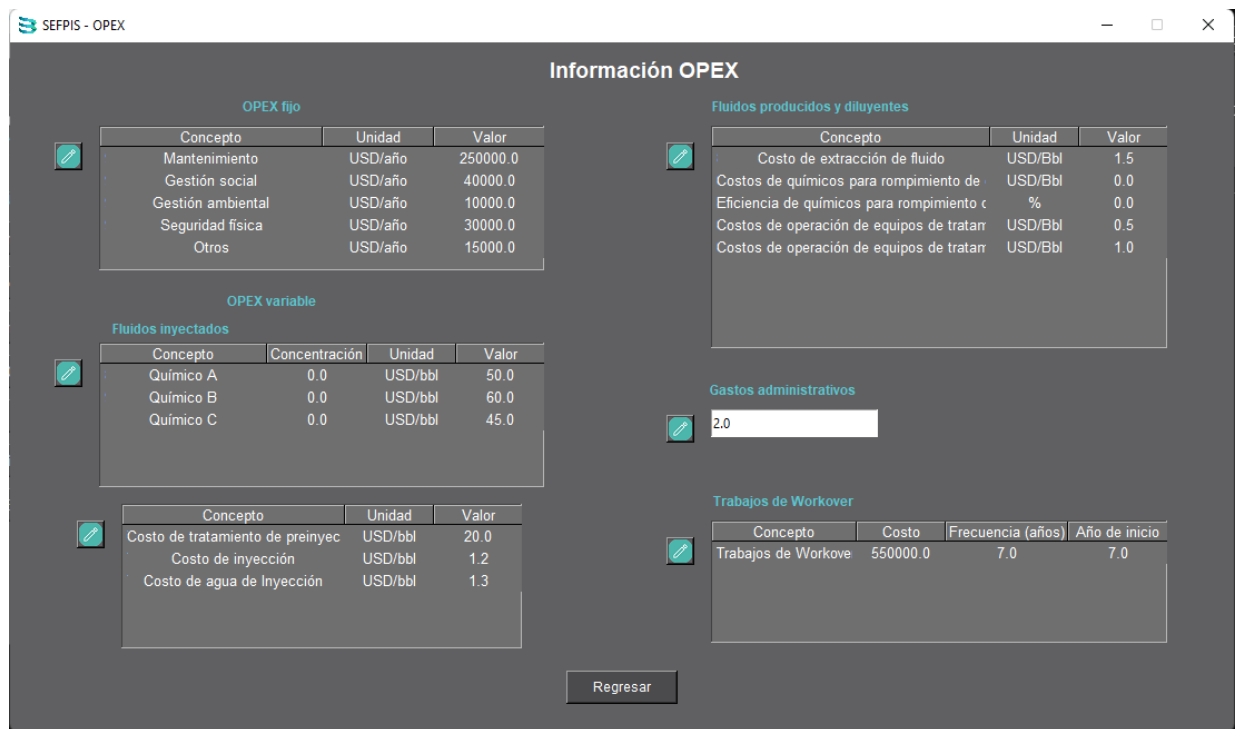 SEFPIS - OPEX
Información OPEX
OPEX fijo
Concepto Unidad Valor
Mantenimiento USD/año 250000.0
Gestión social USD/año 40000.0
Gestión ambiental USD/año 10000.0
Seguridad física USD/año 30000.0
Otros USD/año 15000.0
OPEX variable
Fluidos inyectados
Concepto Concentración Unidad Valor
Químico A 0.0 USD/bbl 50.0
Químico B 0.0 USD/bbl 60.0
Químico C 0.0 USD/bbl 45.0
Concepto Unidad Valor
Costo de tratamiento de preinyec USD/bbl 20.0
Costo de inyección USD/bbl 1.2
Costo de agua de Inyección USD/bbl 1.3
Fluidos producidos y diluyentes
Concepto Unidad Valor
Costo de extracción de fluido USD/Bbl 1.5
Costos de químicos para rompimiento de USD/Bbl 0.0
Eficiencia de químicos para rompimiento % 0.0
Costos de operación de equipos de tratam USD/Bbl 0.5
Costos de operación de equipos de tratam USD/Bbl 1.0
Gastos administrativos
2.0
Trabajos de Workover
Concepto Costo Frecuencia (años) Año de inicio
Trabajos de Workove 550000.0 7.0 7.0
Regresar